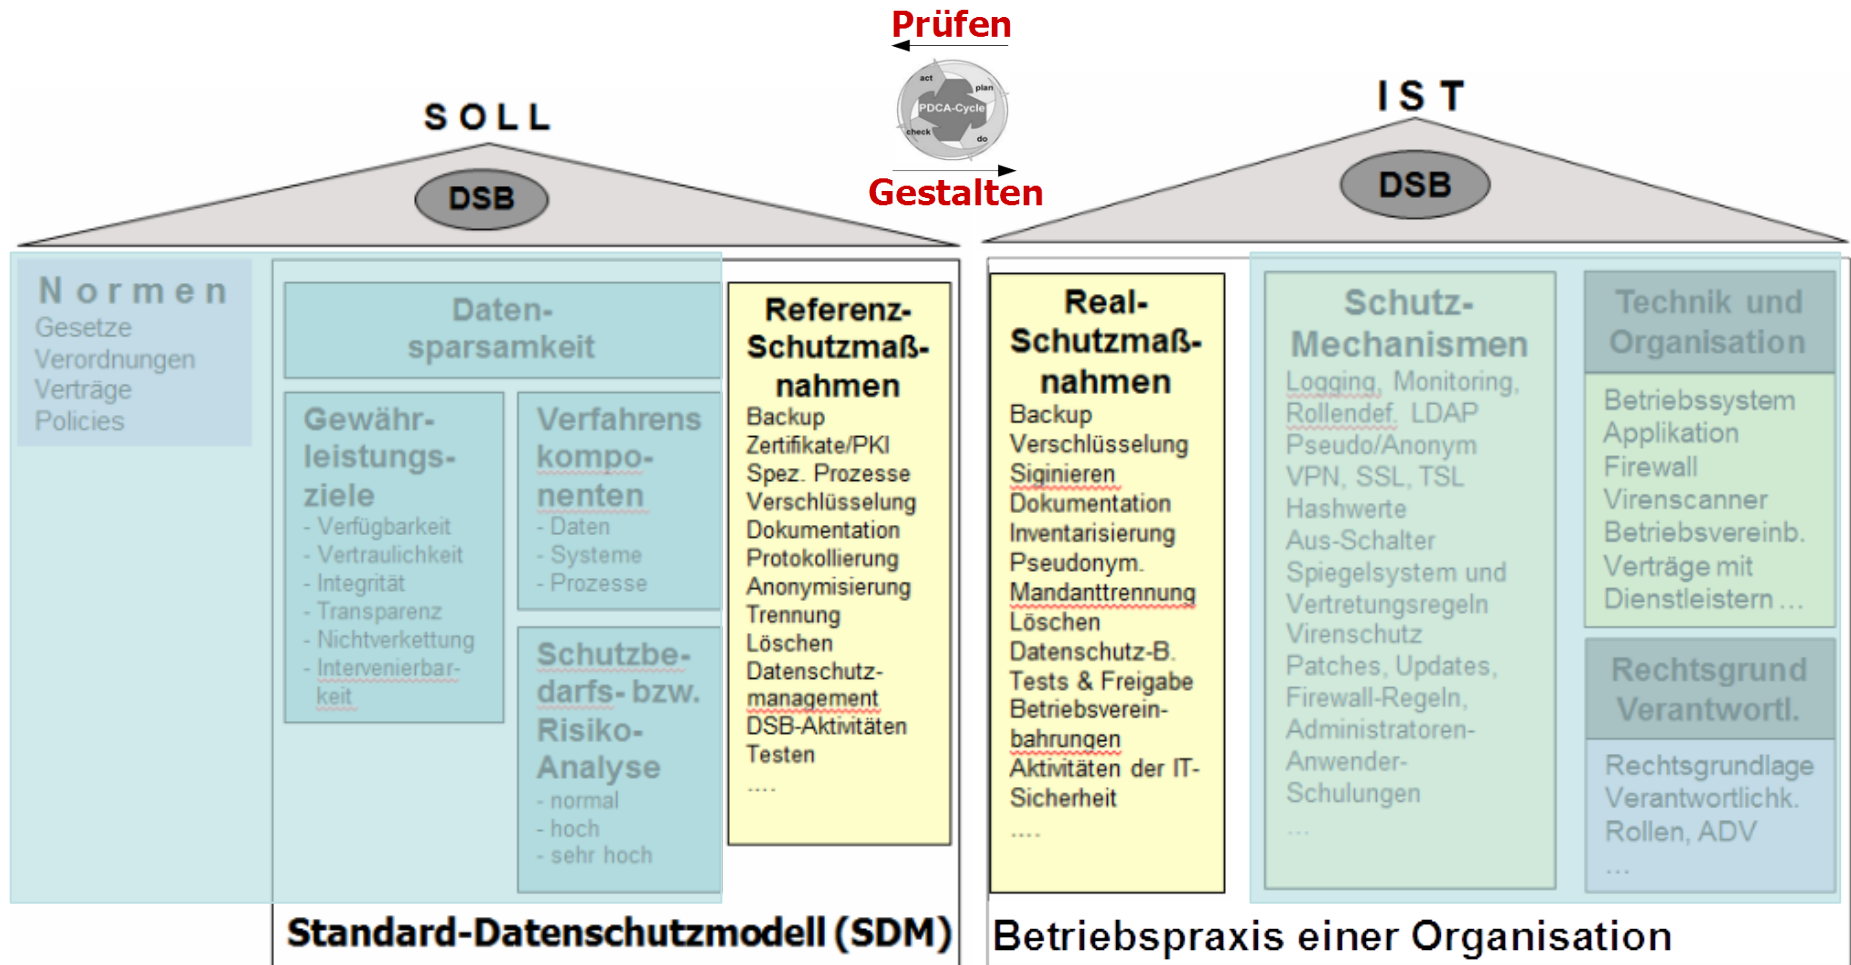 Prüfen
act
plan
PDCA-Cycle
check
do
Gestalten
S O L L
DSB
N o r m e n
Gesetze
Verordnungen
Verträge
Policies
Daten-
sparsamkeit
Gewähr-
leistungs-
ziele
- Verfügbarkeit
- Vertraulichkeit
- Integrität
- Transparenz
- Nichtverkettung
- Intervenierbar-
keit
Verfahrens
kompo-
nenten
- Daten
- Systeme
- Prozesse
Schutzbe-
darfs- bzw.
Risiko-
Analyse
- normal
- hoch
- sehr hoch
Referenz-
Schutzmaß-
nahmen
Backup
Zertifikate/PKI
Spez. Prozesse
Verschlüsselung
Dokumentation
Protokollierung
Anonymisierung
Trennung
Löschen
Datenschutz-
management
DSB-Aktivitäten
Testen
....
Standard-Datenschutzmodell (SDM)
I S T
DSB
Real-
Schutzmaß-
nahmen
Backup
Verschlüsselung
Siginieren
Dokumentation
Inventarisierung
Pseudonym.
Mandanttrennung
Löschen
Datenschutz-B.
Tests & Freigabe
Betriebsverein-
bahrungen
Aktivitäten der IT-
Sicherheit
....
Schutz-
Mechanismen
Logging, Monitoring,
Rollendef. LDAP
Pseudo/Anonym
VPN, SSL, TSL
Hashwerte
Aus-Schalter
Spiegelsystem und
Vertretungsregeln
Virenschutz
Patches, Updates,
Firewall-Regeln,
Administratoren-
Anwender-
Schulungen
...
Technik und
Organisation
Betriebssystem
Applikation
Firewall
Virenscanner
Betriebsvereinb.
Verträge mit
Dienstleistern ...
Rechtsgrund
Verantwortl.
Rechtsgrundlage
Verantwortlichk.
Rollen, ADV
...
Betriebspraxis einer Organisation